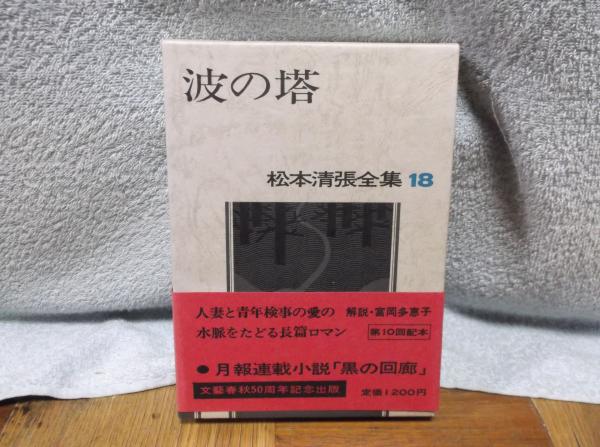 波の塔
松本清張全集 18
人妻と青年検事の愛の 解説・富岡多恵子
水脈をたどる長篇ロマン 第10回配本
●月報連載小説「黒の回廊」
文藝春秋50周年記念出版 定価1200円